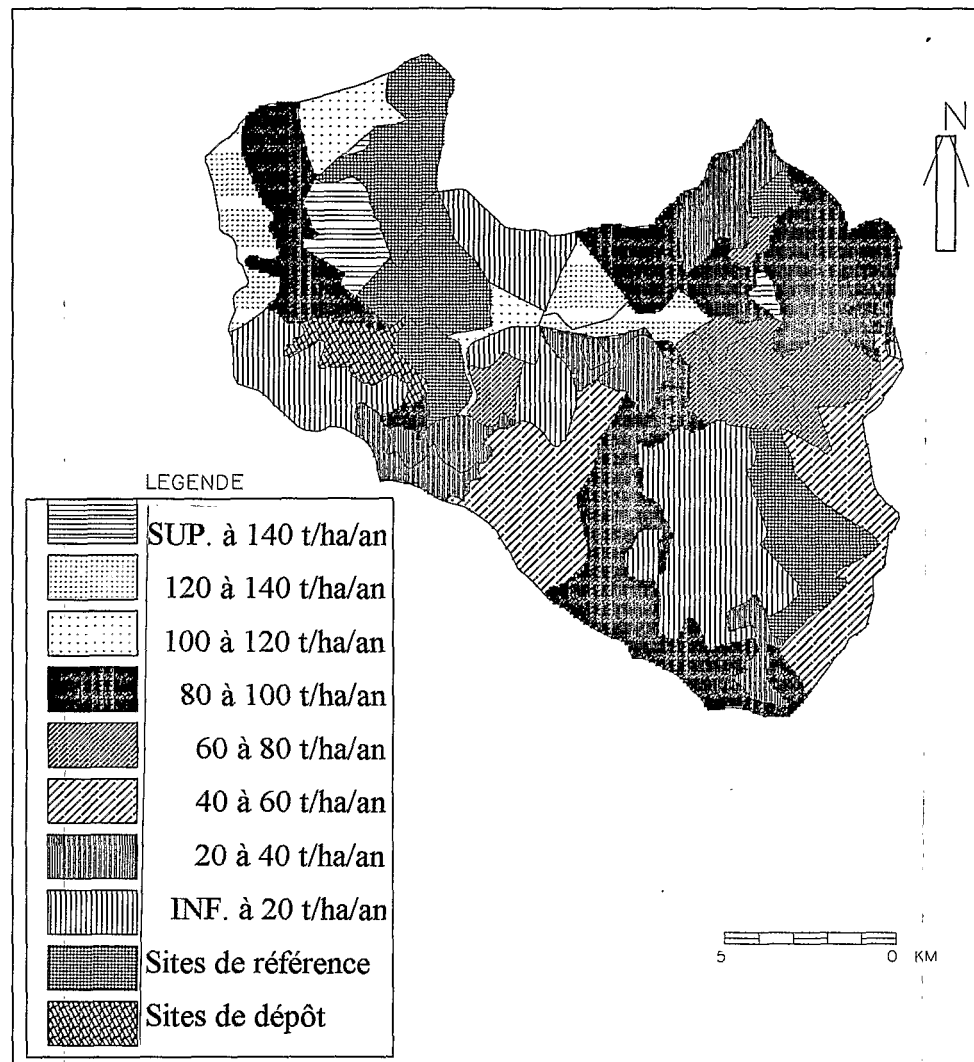 N
LEGENDE
SUP. à 140 t/ha/an
120 à 140 t/ha/an
100 à 120 t/ha/an
80 à 100 t/ha/an
60 à 80 t/ha/an
40 à 60 t/ha/an
20 à 40 t/ha/an
INF. à 20 t/ha/an
Sites de référence
Sites de dépôt
5 0 KM